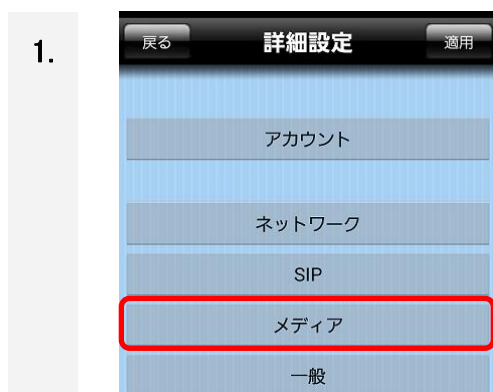 1.
戻る 詳細設定 適用
アカウント
ネットワーク
SIP
メディア
一般